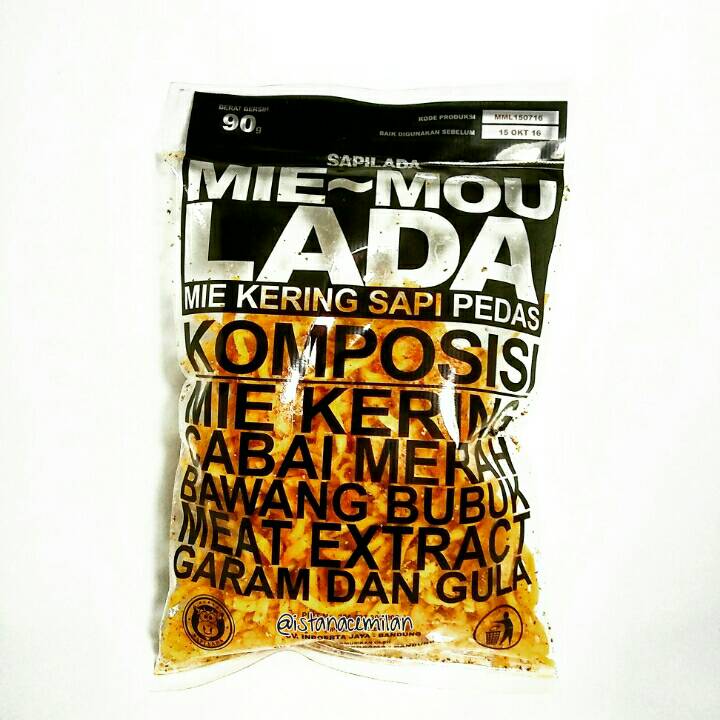 BERAT BERSIH
90g
KODE PRODUKSI MML150716
BAIK DIGUNAKAN SEBELUM 15 OKT 16
SAPILADA
MIE~MOU
LADA
MIE KERING SAPI PEDAS
KOMPOSISI
MIE KERING
CABAI MERAH
BAWANG BUBUK
MEAT EXTRACT
GARAM DAN GULA
@istanacemilan
BANDUNG